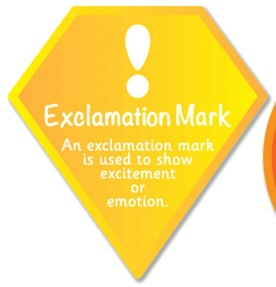 !
Exclamation Mark
An exclamation mark
is used to show
excitement
or
emotion.